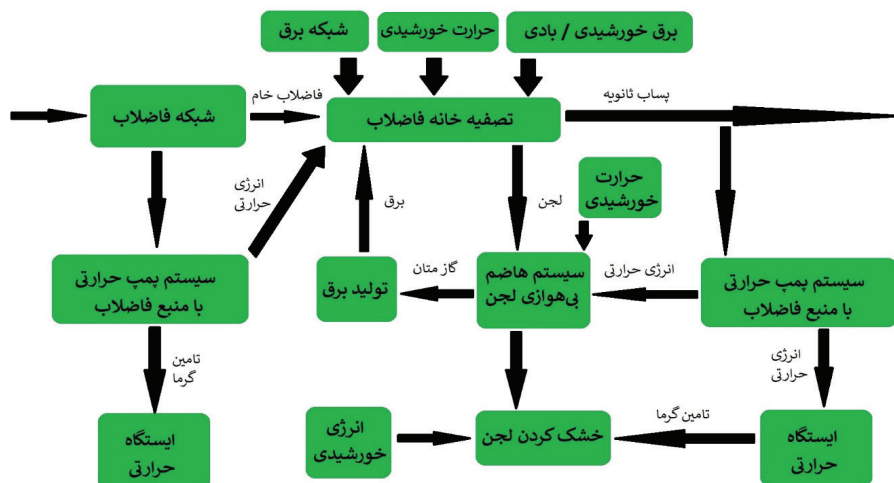 برق خورشیدی / بادی
حرارت خورشیدی
شبکه برق
پساب ثانویه
تصفیه خانه فاضلاب
فاضلاب خام
شبکه فاضلاب
حرارت
خورشیدی
لجن
برق
انرژی
حرارتی
سیستم پمپ حرارتی
با منبع فاضلاب
انرژی حرارتی
سیستم هاضم
بی‌هوازی لجن
گاز متان
تولید برق
سیستم پمپ حرارتی
با منبع فاضلاب
انرژی
حرارتی
تامین
گرما
ایستگاه
حرارتی
تامین گرما
خشک کردن لجن
انرژی
خورشیدی
ایستگاه
حرارتی